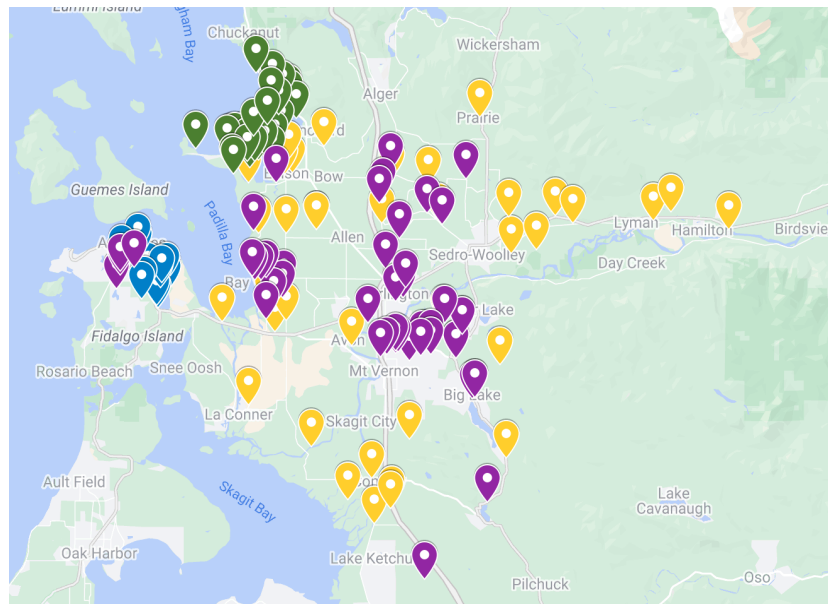 Chuckanut
Wickersham
Alger
Prairie
Bow
Guemes Island
Padilla Bay
Allen
Lyman
Hamilton
Birdsvie
Sedro-Woolley
Day Creek
Bay
Lake
Fidalgo Island
Rosario Beach
Snee Oosh
Mt Vernon
Big Lake
La Conner
Skagit City
Ault Field
Skagit Bay
Lake
Cavanaugh
Oak Harbor
Lake Ketchu
Pilchuck
Oso